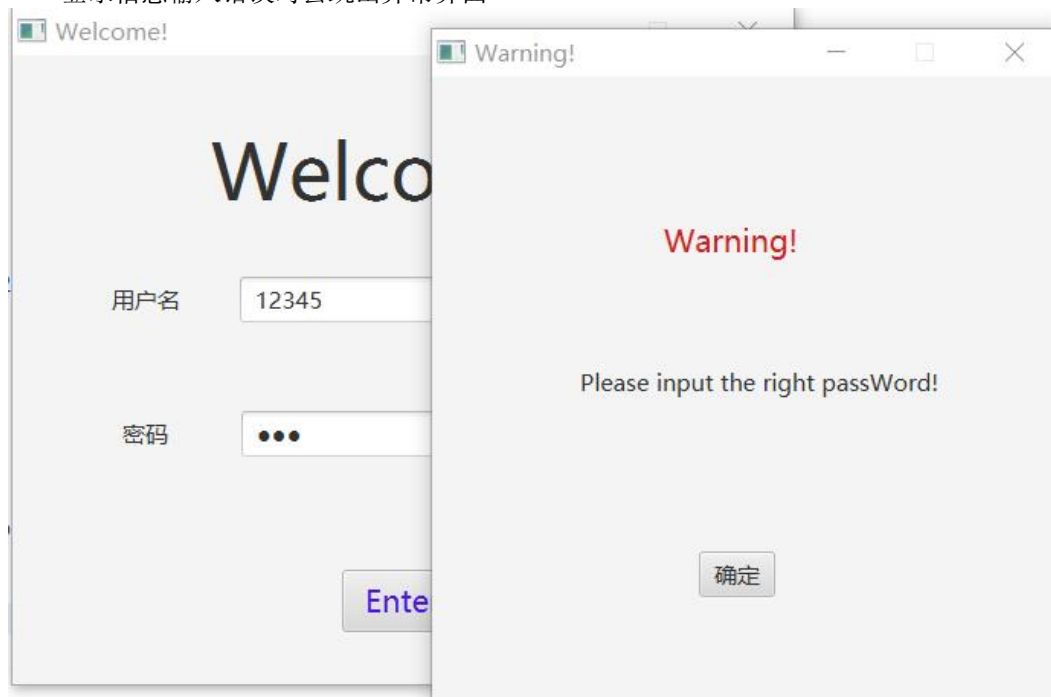 Welcome!
Warning!
Welco
Warning!
用户名
12345
Please input the right passWord!
密码
Ente
确定